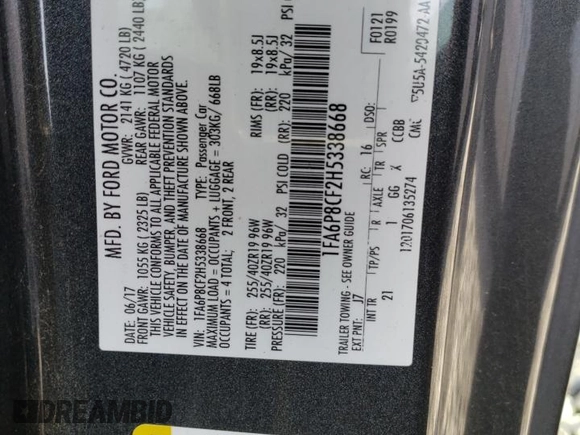 MFD. BY FORD MOTOR CO.
DATE: 06/17 GVWR: 2141 KG ( 4720 LB)
FRONT GAWR: 1055 KG ( 2325 LB) REAR GAWR: 1107 KG ( 2440 LB)
THIS VEHICLE CONFORMS TO ALL APPLICABLE FEDERAL MOTOR
VEHICLE SAFETY, BUMPER, AND THEFT PREVENTION STANDARDS
IN EFFECT ON THE DATE OF MANUFACTURE SHOWN ABOVE.
VIN: 1FA6P8CF2H5338668 TYPE: Passenger Car
MAXIMUM LOAD = OCCUPANTS + LUGGAGE = 303KG/ 668LB
OCCUPANTS = 4 TOTAL: 2 FRONT, 2 REAR
TIRE (FR): 255/40ZR19 96W RIMS (FR): 19x8.5J
(RR): 255/40ZR19 96W (RR): 19x8.5J
PRESSURE (FR): 220 kPa/ 32 PSI COLD (RR): 220 kPa/ 32 PSI
1FA6P8CF2H5338668
F0121
R0199
TRAILER TOWING - SEE OWNER GUIDE
EXT PNT: J7 RC: 16 DSO:
INT TR TP/PS R AXLE TR SPR
21 I GG X CCBB
1201706135274 CMC 5U5A-5420472-AA
DREAMBID